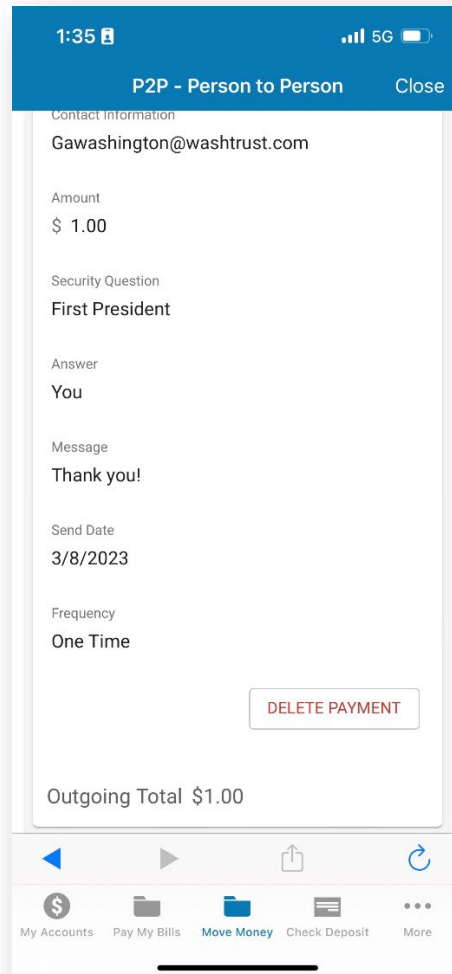 1:35
5G
P2P - Person to Person Close
Contact Information
Gawashington@washtrust.com
Amount
$ 1.00
Security Question
First President
Answer
You
Message
Thank you!
Send Date
3/8/2023
Frequency
One Time
DELETE PAYMENT
Outgoing Total $1.00
My Accounts Pay My Bills Move Money Check Deposit More